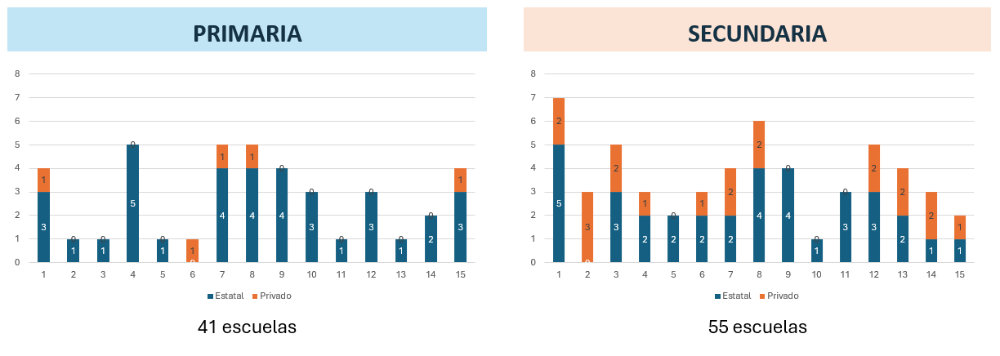 PRIMARIA
8
7
6
5
4
3
2
1
0
1 0 0 0 0 1 1 1 0 0 0 0 0 0 1
3 1 1 5 1 0 4 4 4 3 1 3 1 2 3
1 2 3 4 5 6 7 8 9 10 11 12 13 14 15
Estatal Privado
41 escuelas
SECUNDARIA
8
7
6
5
4
3
2
1
0
2 3 2 1 0 1 2 2 0 0 0 2 2 2 1
5 0 3 2 2 2 2 4 4 1 3 3 2 1 1
1 2 3 4 5 6 7 8 9 10 11 12 13 14 15
Estatal Privado
55 escuelas